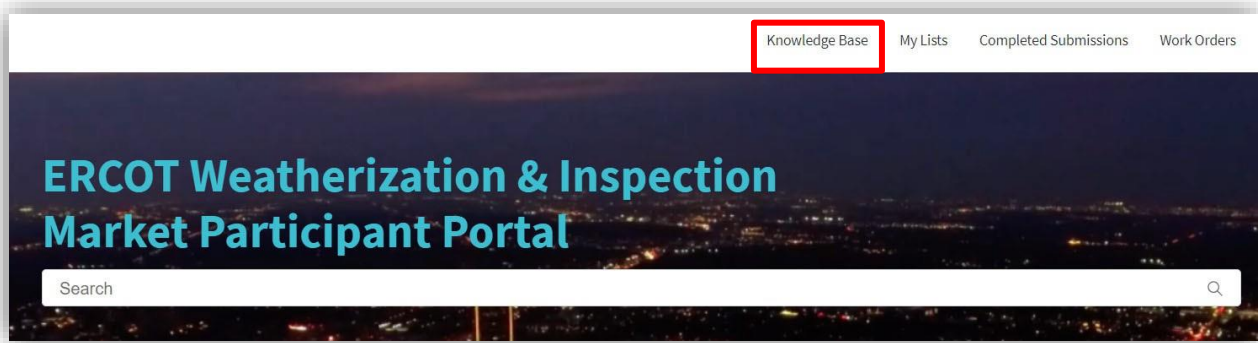 Knowledge Base My Lists Completed Submissions Work Orders
ERCOT Weatherization & Inspection
Market Participant Portal
Search